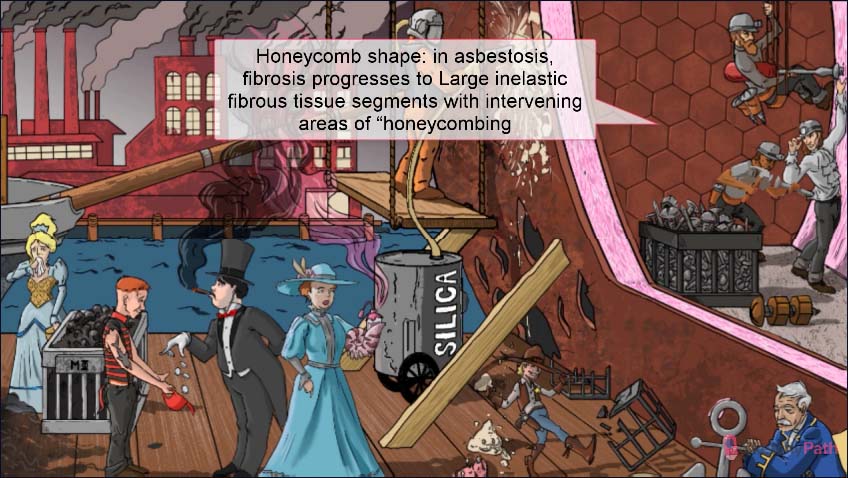 Honeycomb shape: in asbestosis,
fibrosis progresses to Large inelastic
fibrous tissue segments with intervening
areas of “honeycombing
SILICA
Path